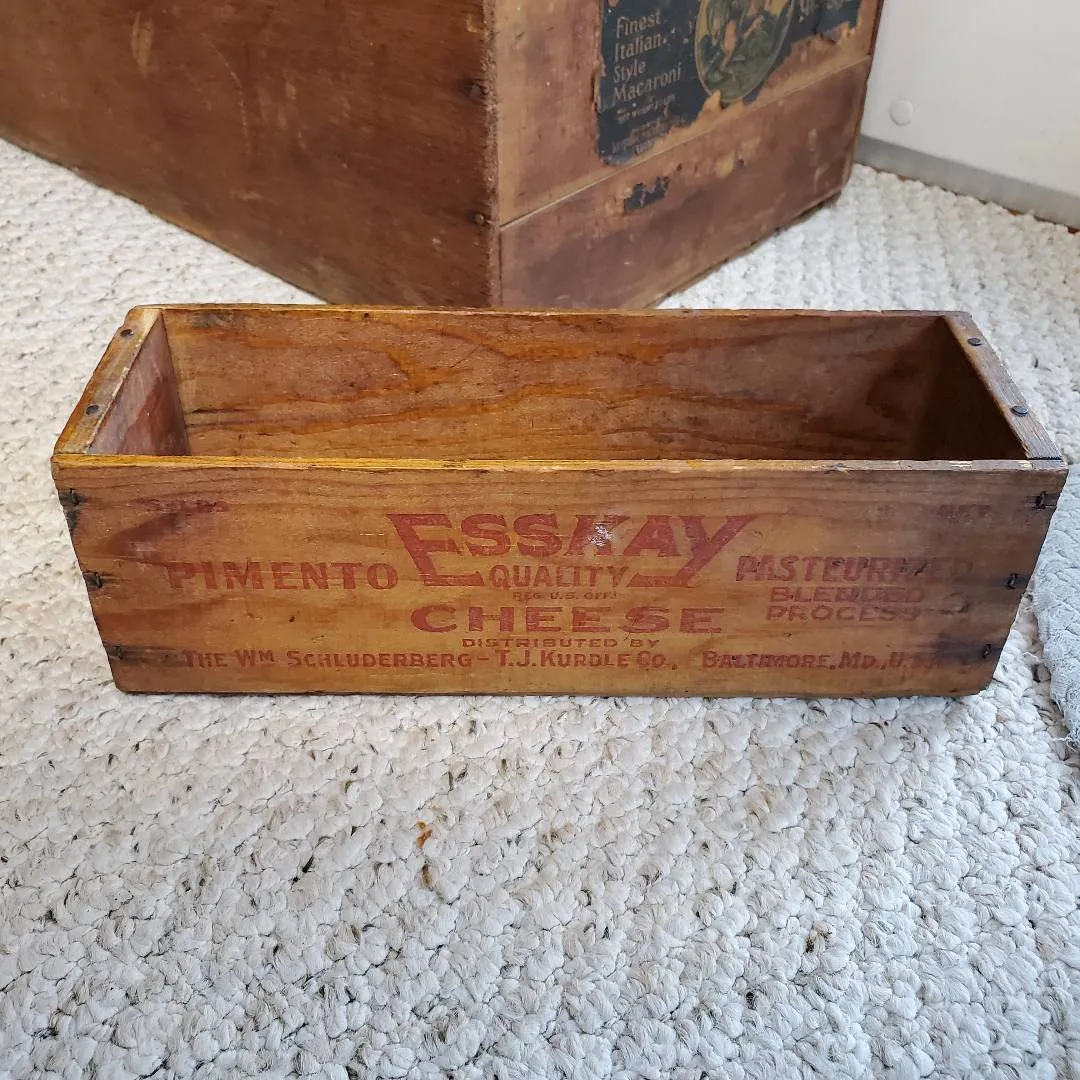 Finest
Italian
Style
Macaroni
ESSKAY
PIMENTO QUALITY PASTEURIZED
REG. U.S. OFF.
BLENDED
CHEESE PROCESS
DISTRIBUTED BY
THE WM SCHLUDERBERG - T.J. KURDLE CO., BALTIMORE, MD., U.S.A.